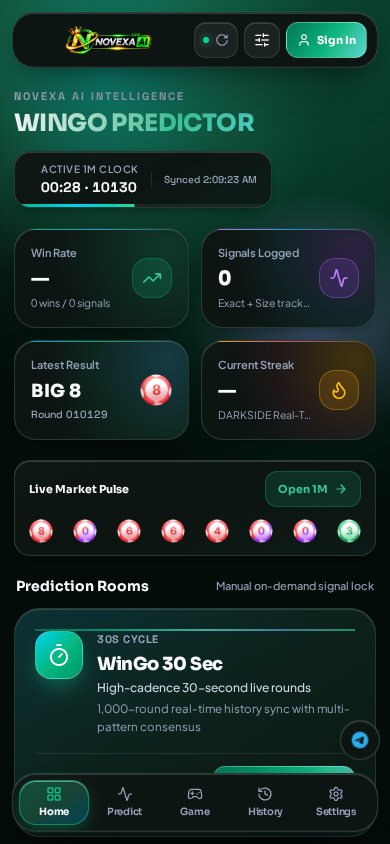 NOVEXA AI
Sign In
NOVEXA AI INTELLIGENCE
WINGO PREDICTOR
ACTIVE 1M CLOCK
00:28 · 10130
Synced 2:09:23 AM
Win Rate
—
0 wins / 0 signals
Signals Logged
0
Exact + Size track...
Latest Result
BIG 8
Round 010129
8
Current Streak
—
DARKSIDE Real-T...
Live Market Pulse
Open 1M
8 0 6 6 4 0 0 3
Prediction Rooms
Manual on-demand signal lock
30S CYCLE
WinGo 30 Sec
High-cadence 30-second live rounds
1,000-round real-time history sync with multi-
pattern consensus
Home
Predict
Game
History
Settings